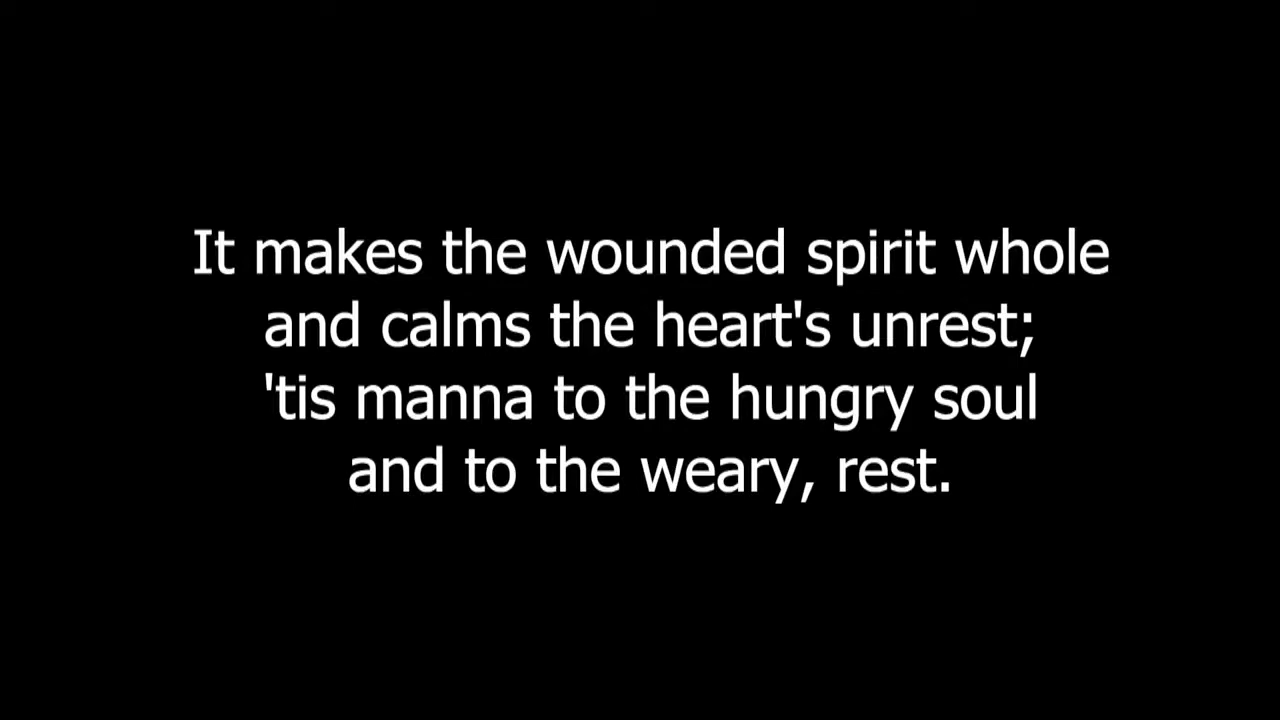 It makes the wounded spirit whole
and calms the heart's unrest;
'tis manna to the hungry soul
and to the weary, rest.